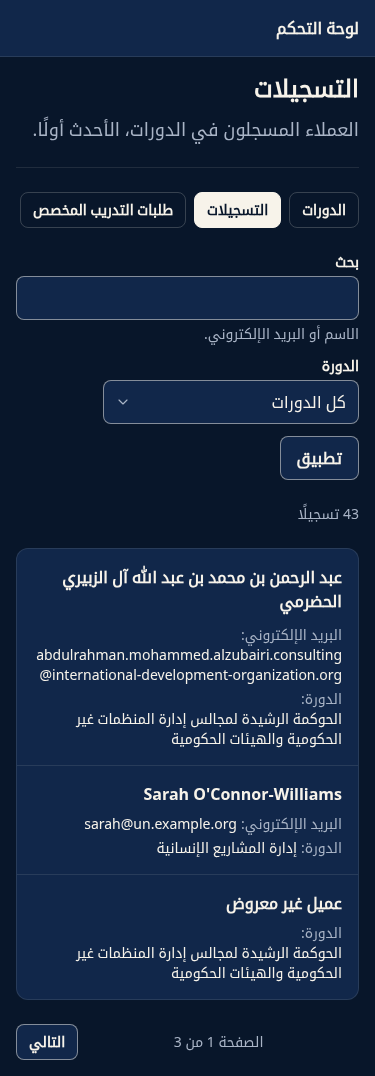 لوحة التحكم
التسجيلات
العملاء المسجلون في الدورات، الأحدث أولًا.
الدورات
التسجيلات
طلبات التدريب المخصص
بحث
الاسم أو البريد الإلكتروني.
الدورة
كل الدورات
تطبيق
43 تسجيلًا
عبد الرحمن بن محمد بن عبد الله آل الزبيري
الحضرمي
البريد الإلكتروني:
abdulrahman.mohammed.alzubairi.consulting
@international-development-organization.org
الدورة:
الحوكمة الرشيدة لمجالس إدارة المنظمات غير
الحكومية والهيئات الحكومية
Sarah O'Connor-Williams
البريد الإلكتروني: sarah@un.example.org
الدورة: إدارة المشاريع الإنسانية
عميل غير معروض
الدورة:
الحوكمة الرشيدة لمجالس إدارة المنظمات غير
الحكومية والهيئات الحكومية
الصفحة 1 من 3
التالي